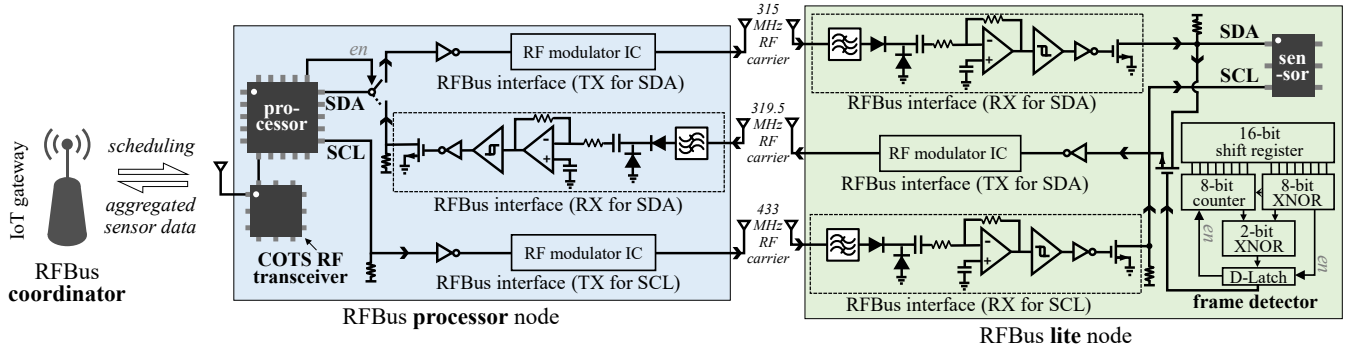 IoT gateway
RFBus
coordinator
scheduling
aggregated
sensor data
en
pro-
cessor
SDA
SCL
COTS RF
transceiver
RF modulator IC
RFBus interface (TX for SDA)
RFBus interface (RX for SDA)
RF modulator IC
RFBus interface (TX for SCL)
RFBus processor node
315
MHz
RF
carrier
319.5
MHz
RF
carrier
433
MHz
RF
carrier
RFBus interface (RX for SDA)
RF modulator IC
RFBus interface (TX for SDA)
RFBus interface (RX for SCL)
SDA
SCL
sen
-sor
16-bit
shift register
8-bit
counter
8-bit
XNOR
2-bit
XNOR
en
en
D-Latch
frame detector
RFBus lite node